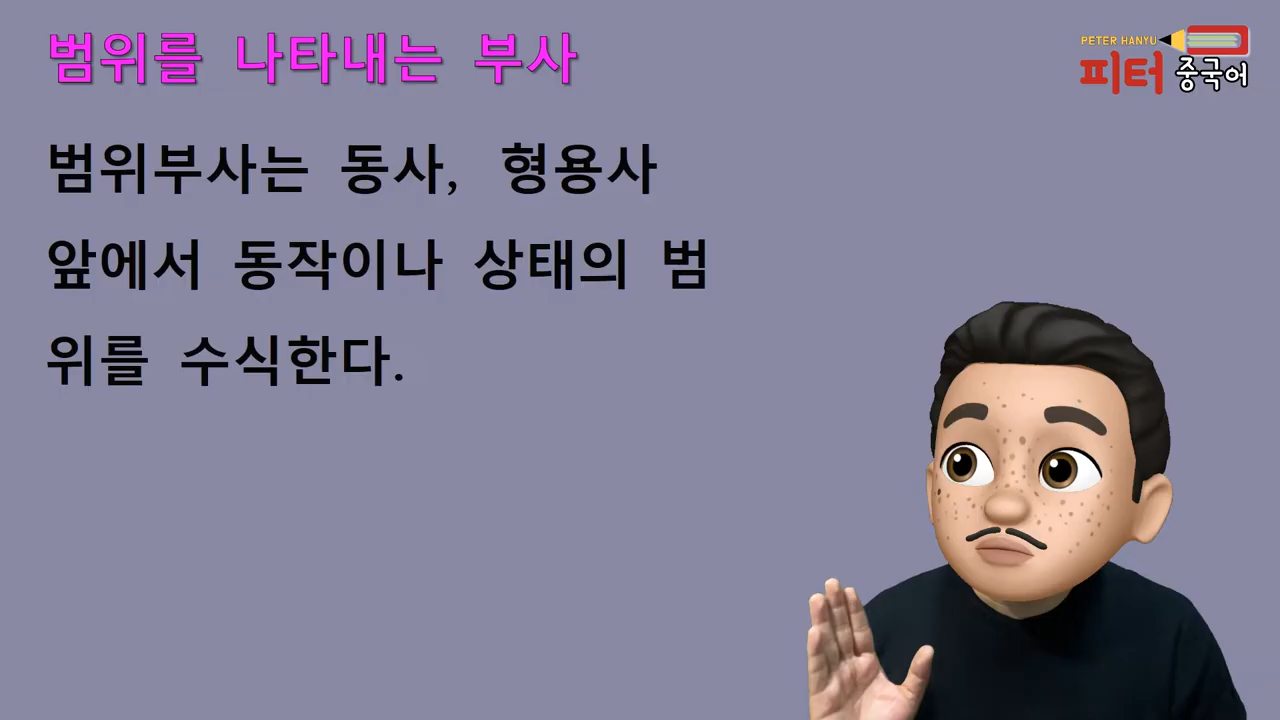 범위를 나타내는 부사
PETER HANYU
피터 중국어
범위부사는 동사, 형용사
앞에서 동작이나 상태의 범
위를 수식한다.